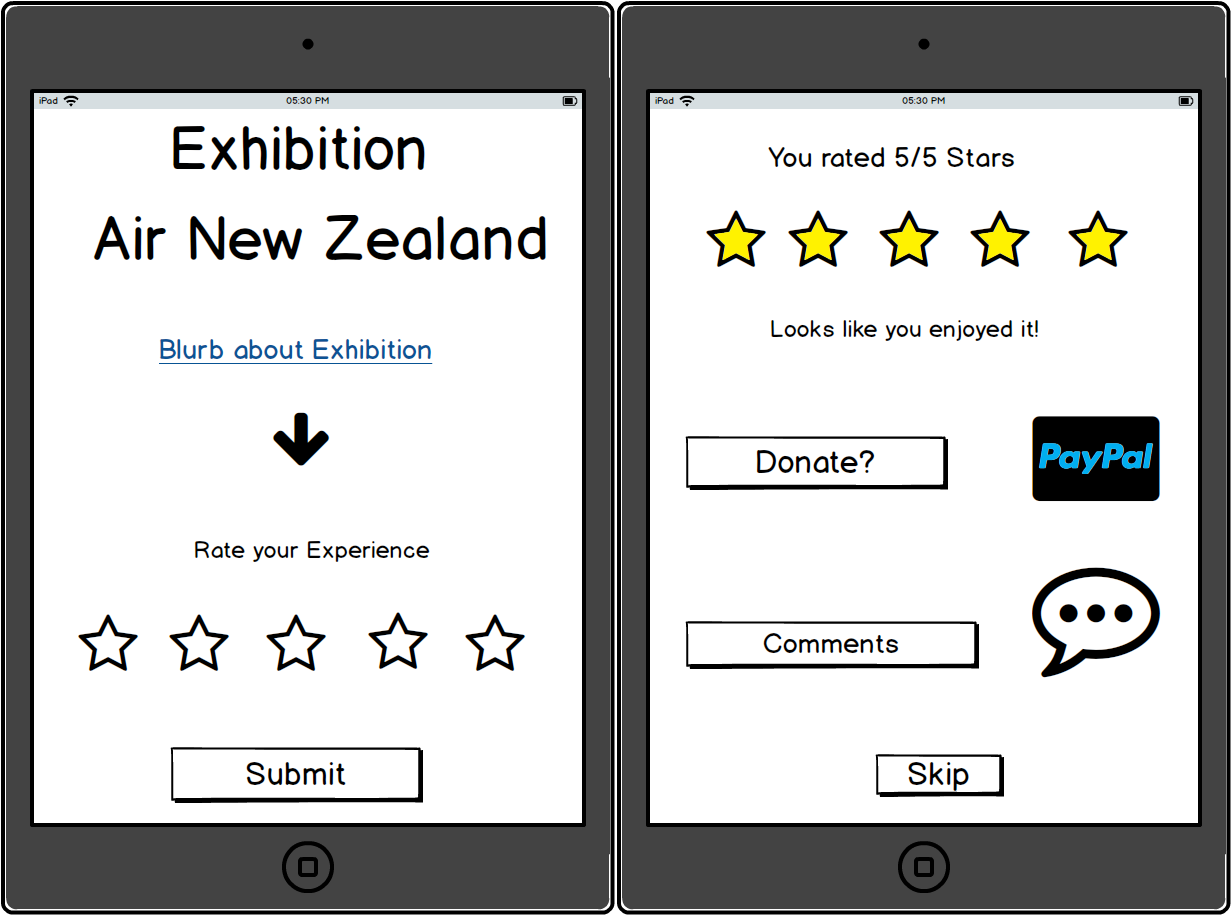 iPad 05:30 PM
Exhibition
Air New Zealand
Blurb about Exhibition
Rate your Experience
Submit
iPad 05:30 PM
You rated 5/5 Stars
Looks like you enjoyed it!
Donate?
PayPal
Comments
Skip